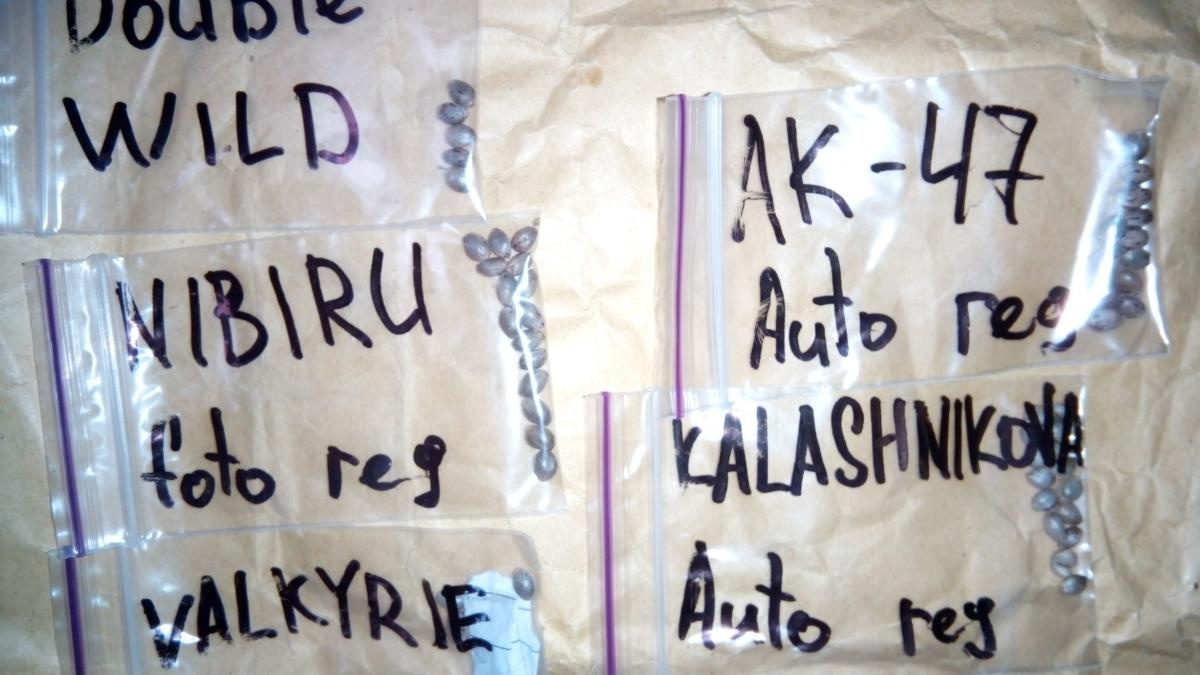 Double
WILD
NIBIRU
foto reg
VALKYRIE
AK-47
Auto reg
KALASHNIKOVA
Auto reg